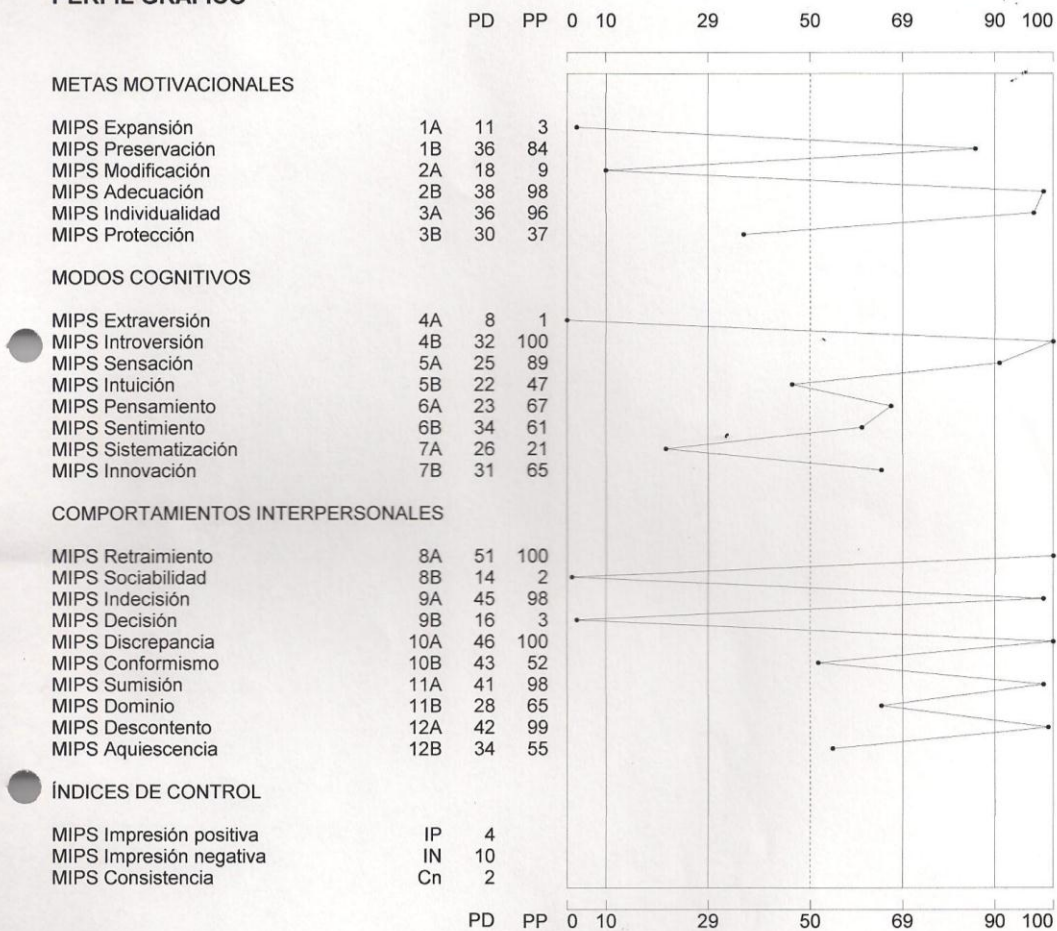 PERFIL GRÁFICO
PD PP 0 10 29 50 69 90 100
METAS MOTIVACIONALES
MIPS Expansión 1A 11 3
MIPS Preservación 1B 36 84
MIPS Modificación 2A 18 9
MIPS Adecuación 2B 38 98
MIPS Individualidad 3A 36 96
MIPS Protección 3B 30 37
MODOS COGNITIVOS
MIPS Extraversión 4A 8 1
MIPS Introversión 4B 32 100
MIPS Sensación 5A 25 89
MIPS Intuición 5B 22 47
MIPS Pensamiento 6A 23 67
MIPS Sentimiento 6B 34 61
MIPS Sistematización 7A 26 21
MIPS Innovación 7B 31 65
COMPORTAMIENTOS INTERPERSONALES
MIPS Retraimiento 8A 51 100
MIPS Sociabilidad 8B 14 2
MIPS Indecisión 9A 45 98
MIPS Decisión 9B 16 3
MIPS Discrepancia 10A 46 100
MIPS Conformismo 10B 43 52
MIPS Sumisión 11A 41 98
MIPS Dominio 11B 28 65
MIPS Descontento 12A 42 99
MIPS Aquiescencia 12B 34 55
ÍNDICES DE CONTROL
MIPS Impresión positiva IP 4
MIPS Impresión negativa IN 10
MIPS Consistencia Cn 2
PD PP 0 10 29 50 69 90 100